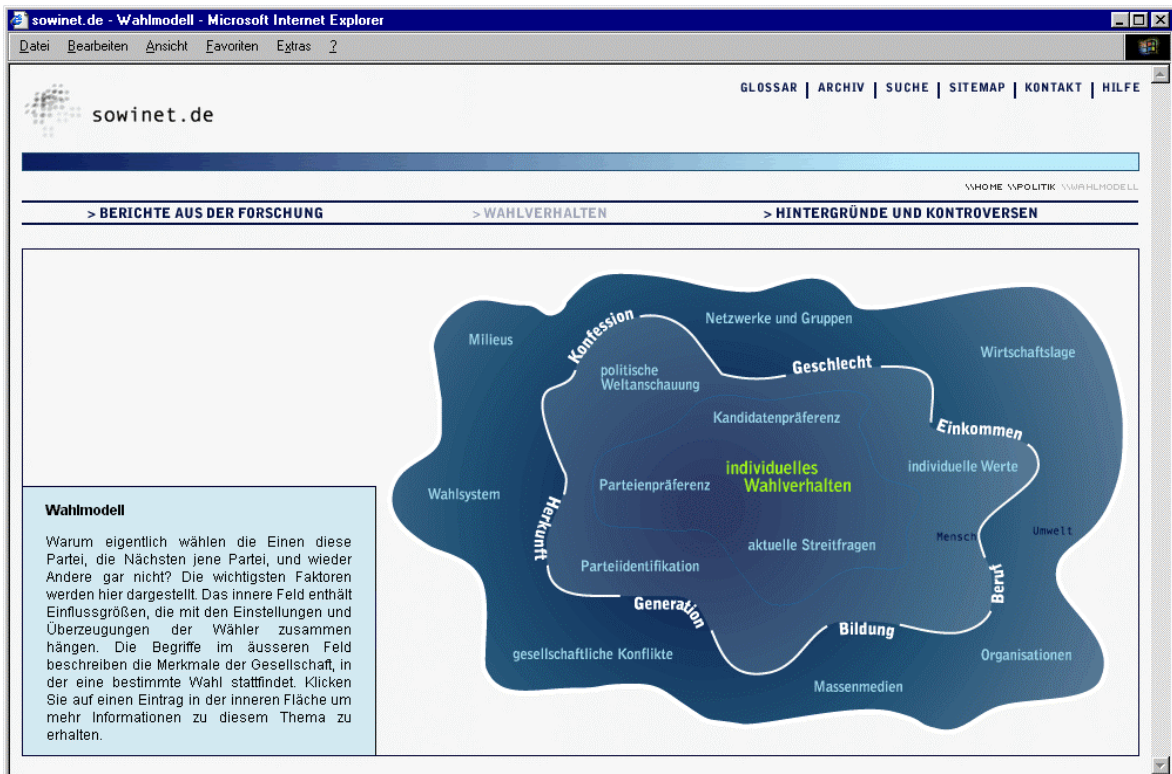 sowinet.de - Wahlmodell - Microsoft Internet Explorer
Datei Bearbeiten Ansicht Favoriten Extras ?
GLOSSAR | ARCHIV | SUCHE | SITEMAP | KONTAKT | HILFE
sowinet.de
\\HOME \\POLITIK \\WAHLMODELL
> BERICHTE AUS DER FORSCHUNG > WAHLVERHALTEN > HINTERGRÜNDE UND KONTROVERSEN
Wahlmodell
Warum eigentlich wählen die Einen diese
Partei, die Nächsten jene Partei, und wieder
Andere gar nicht? Die wichtigsten Faktoren
werden hier dargestellt. Das innere Feld enthält
Einflussgrößen, die mit den Einstellungen und
Überzeugungen der Wähler zusammen
hängen. Die Begriffe im äusseren Feld
beschreiben die Merkmale der Gesellschaft, in
der eine bestimmte Wahl stattfindet. Klicken
Sie auf einen Eintrag in der inneren Fläche um
mehr Informationen zu diesem Thema zu
erhalten.
Milieus
Konfession
Netzwerke und Gruppen
Wirtschaftslage
Geschlecht
politische
Weltanschauung
Kandidatenpräferenz
Einkommen
individuelles
Wahlverhalten
individuelle Werte
Parteienpräferenz
Wahlsystem
Herkunft
Mensch
Umwelt
aktuelle Streitfragen
Parteiidentifikation
Beruf
Generation
Bildung
gesellschaftliche Konflikte
Organisationen
Massenmedien